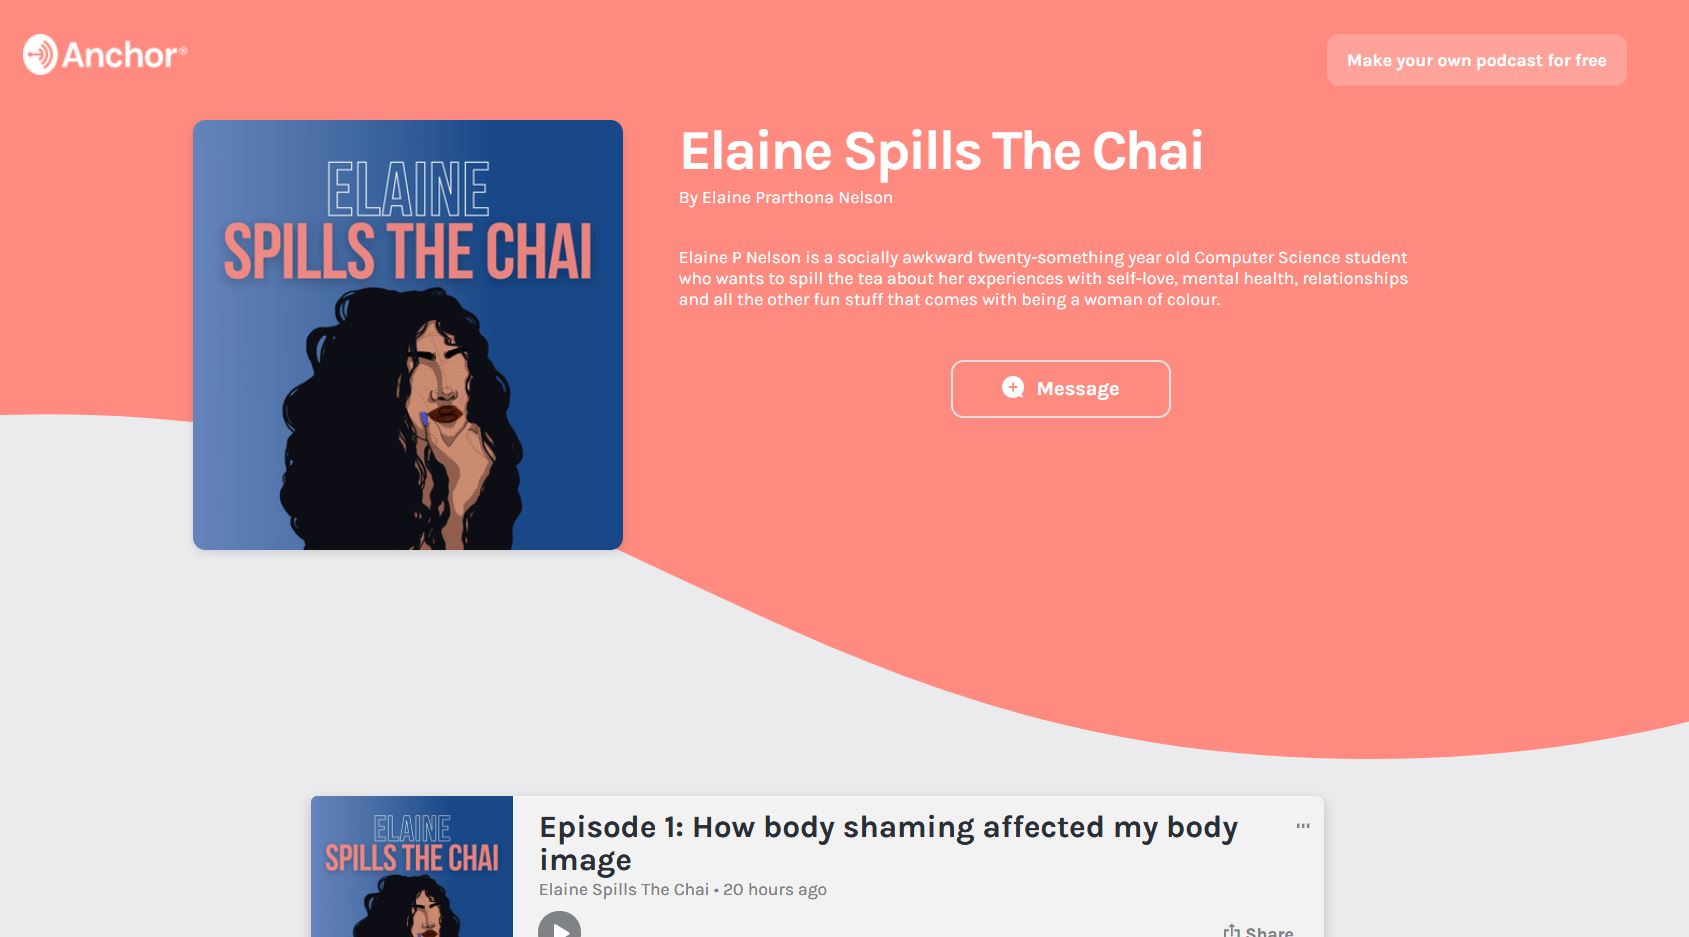 Anchor®
Make your own podcast for free
ELAINE
SPILLS THE CHAI
Elaine Spills The Chai
By Elaine Prarthona Nelson
Elaine P Nelson is a socially awkward twenty-something year old Computer Science student
who wants to spill the tea about her experiences with self-love, mental health, relationships
and all the other fun stuff that comes with being a woman of colour.
Message
ELAINE
SPILLS THE CHAI
Episode 1: How body shaming affected my body
image
Elaine Spills The Chai • 20 hours ago
Share